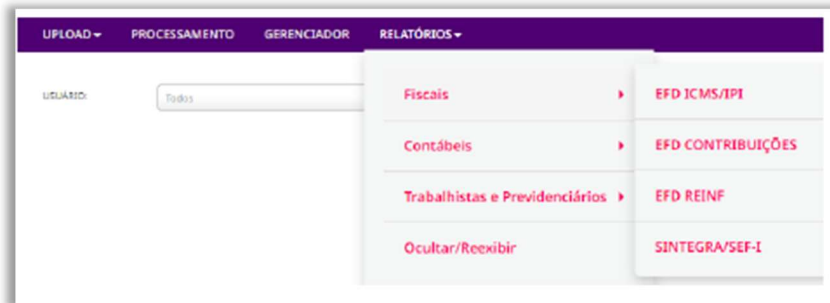 UPLOAD PROCESSAMENTO GERENCIADOR RELATÓRIOS
USUÁRIO: Todos
Fiscais
Contábeis
Trabalhistas e Previdenciários
Ocultar/Reexibir
EFD ICMS/IPI
EFD CONTRIBUIÇÕES
EFD REINF
SINTEGRA/SEF-I